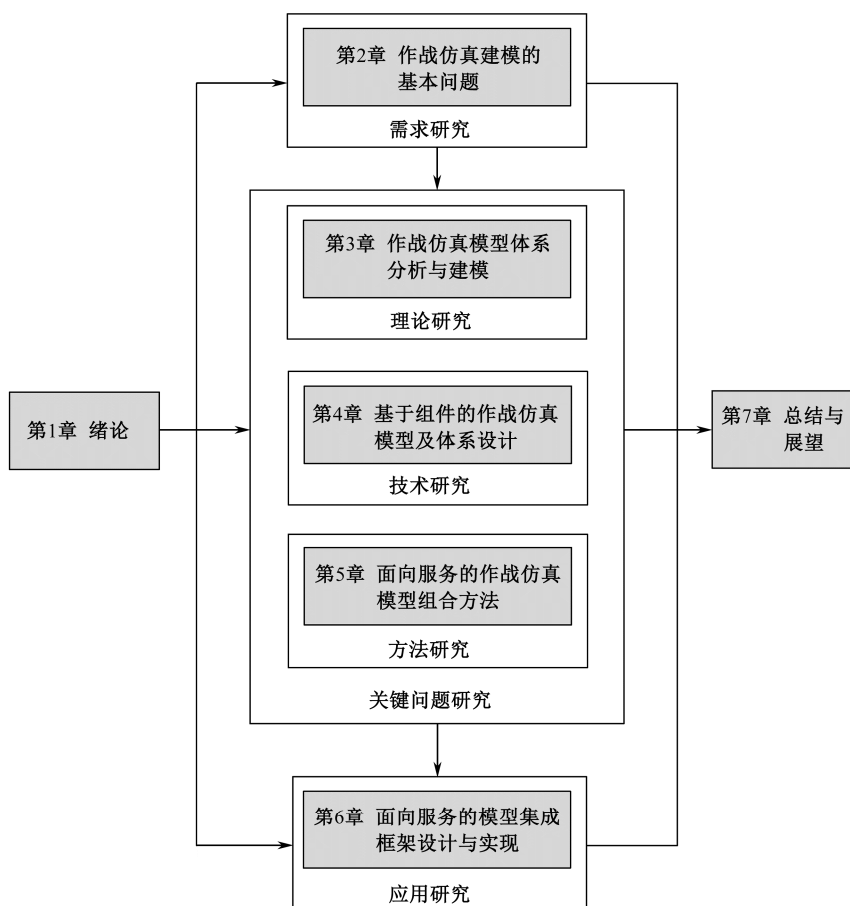 第2章 作战仿真建模的
基本问题
需求研究
第3章 作战仿真模型体系
分析与建模
理论研究
第1章 绪论
第4章 基于组件的作战仿真
模型及体系设计
技术研究
第7章 总结与
展望
第5章 面向服务的作战仿真
模型组合方法
方法研究
关键问题研究
第6章 面向服务的模型集成
框架设计与实现
应用研究